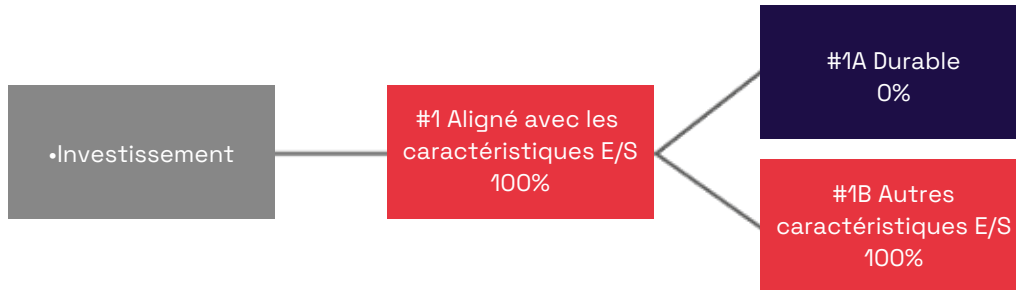 •Investissement
#1 Aligné avec les
caractéristiques E/S
100%
#1A Durable
0%
#1B Autres
caractéristiques E/S
100%